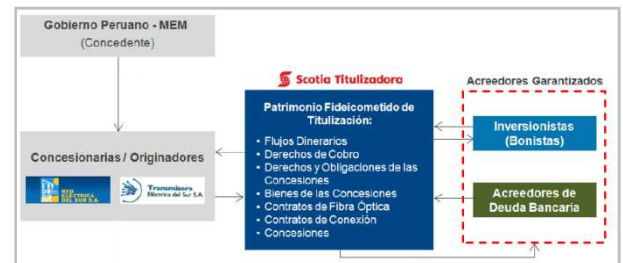 Gobierno Peruano - MEM
(Concedente)
Scotia Titulizadora
Acreedores Garantizados
Patrimonio Fideicometido de
Titulización:
• Flujos Dinerarios
• Derechos de Cobro
• Derechos y Obligaciones de las
Concesiones
• Bienes de las Concesiones
• Contratos de Fibra Óptica
• Contratos de Conexión
• Concesiones
Concesionarias / Originadores
RED
ELECTRICA
DEL SUR S.A.
Transmisora
Eléctrica del Sur S.A.
Inversionistas
(Bonistas)
Acreedores de
Deuda Bancaria